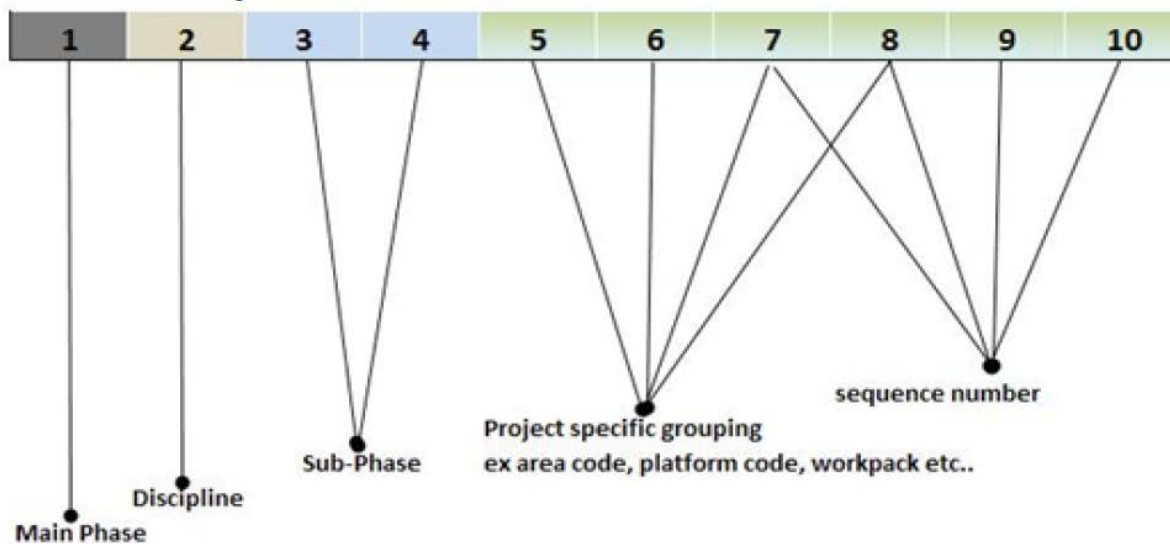 1 2 3 4 5 6 7 8 9 10
sequence number
Project specific grouping
ex area code, platform code, workpack etc..
Sub-Phase
Discipline
Main Phase